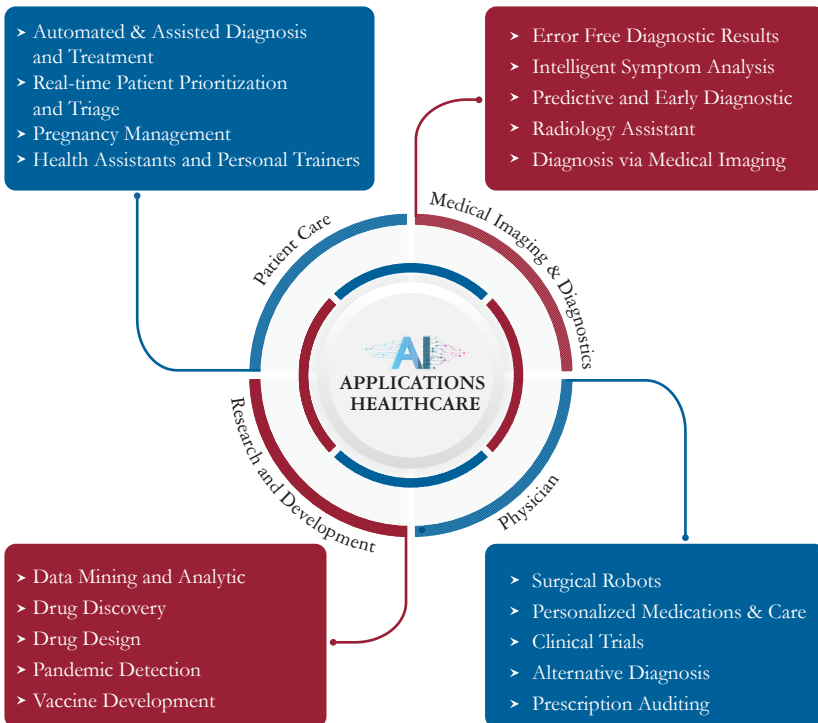 ➤ Automated & Assisted Diagnosis
and Treatment
➤ Real-time Patient Prioritization
and Triage
➤ Pregnancy Management
➤ Health Assistants and Personal Trainers
➤ Error Free Diagnostic Results
➤ Intelligent Symptom Analysis
➤ Predictive and Early Diagnostic
➤ Radiology Assistant
➤ Diagnosis via Medical Imaging
Patient Care
Medical Imaging & Diagnostics
AI
APPLICATIONS
HEALTHCARE
Research and Development
Physician
➤ Data Mining and Analytic
➤ Drug Discovery
➤ Drug Design
➤ Pandemic Detection
➤ Vaccine Development
➤ Surgical Robots
➤ Personalized Medications & Care
➤ Clinical Trials
➤ Alternative Diagnosis
➤ Prescription Auditing